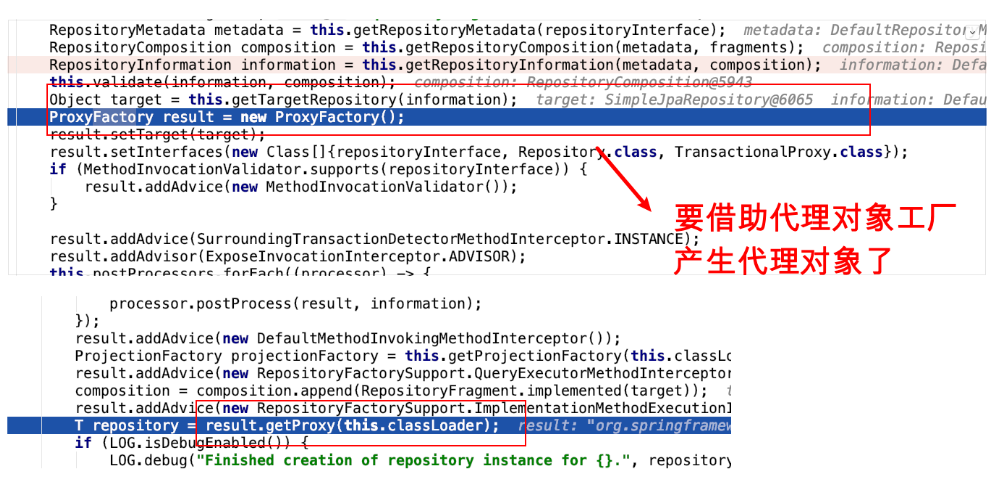 RepositoryMetadata metadata = this.getRepositoryMetadata(repositoryInterface);  metadata: DefaultRepositoryM
RepositoryComposition composition = this.getRepositoryComposition(metadata, fragments);  composition: Reposi
RepositoryInformation information = this.getRepositoryInformation(metadata, composition);  information: Defa
this.validate(information, composition);  composition: RepositoryComposition@5943
Object target = this.getTargetRepository(information);  target: SimpleJpaRepository@6065  information: Defau
ProxyFactory result = new ProxyFactory();
result.setTarget(target);
result.setInterfaces(new Class[]{repositoryInterface, Repository.class, TransactionalProxy.class});
if (MethodInvocationValidator.supports(repositoryInterface)) {
result.addAdvice(new MethodInvocationValidator());
}
要借助代理对象工厂
产生代理对象了
result.addAdvice(SurroundingTransactionDetectorMethodInterceptor.INSTANCE);
result.addAdvisor(ExposeInvocationInterceptor.ADVISOR);
this.postProcessors.forEach((processor) -> {
processor.postProcess(result, information);
});
result.addAdvice(new DefaultMethodInvokingMethodInterceptor());
ProjectionFactory projectionFactory = this.getProjectionFactory(this.classLo
result.addAdvice(new RepositoryFactorySupport.QueryExecutorMethodInterceptor
composition = composition.append(RepositoryFragment.implemented(target));
result.addAdvice(new RepositoryFactorySupport.ImplementationMethodExecutionI
T repository = result.getProxy(this.classLoader);  result: "org.springframew
if (LOG.isDebugEnabled()) {
LOG.debug("Finished creation of repository instance for {}.", repository